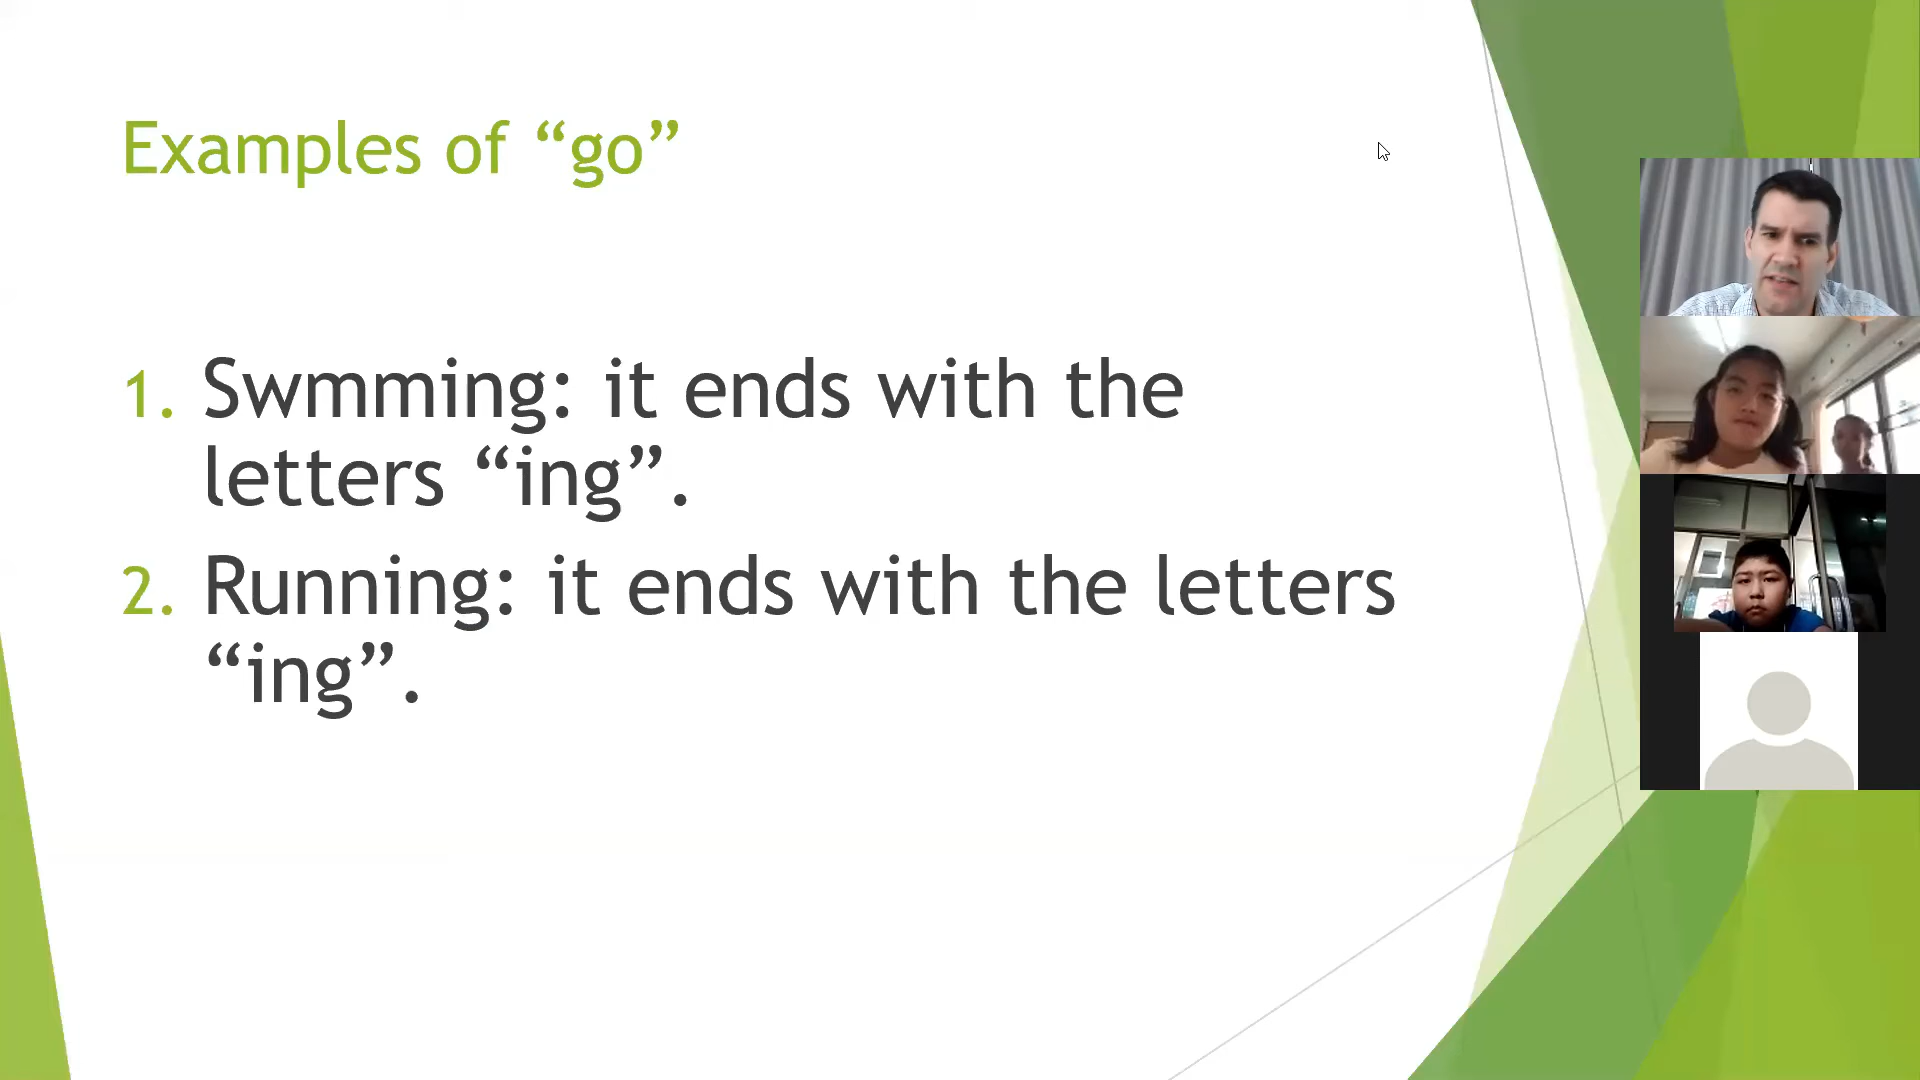 Examples of “go”
1. Swmming: it ends with the
letters “ing”.
2. Running: it ends with the letters
“ing”.